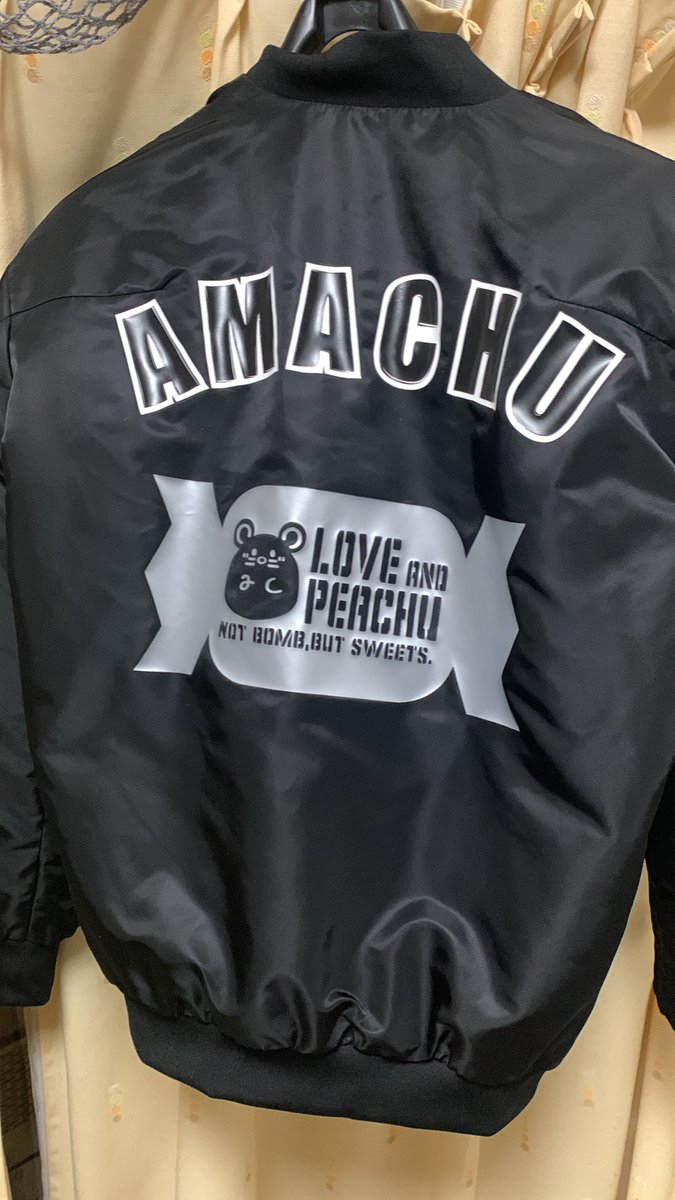 AMACHU
LOVE AND
PEACHU
NOT BOMB,BUT SWEETS.